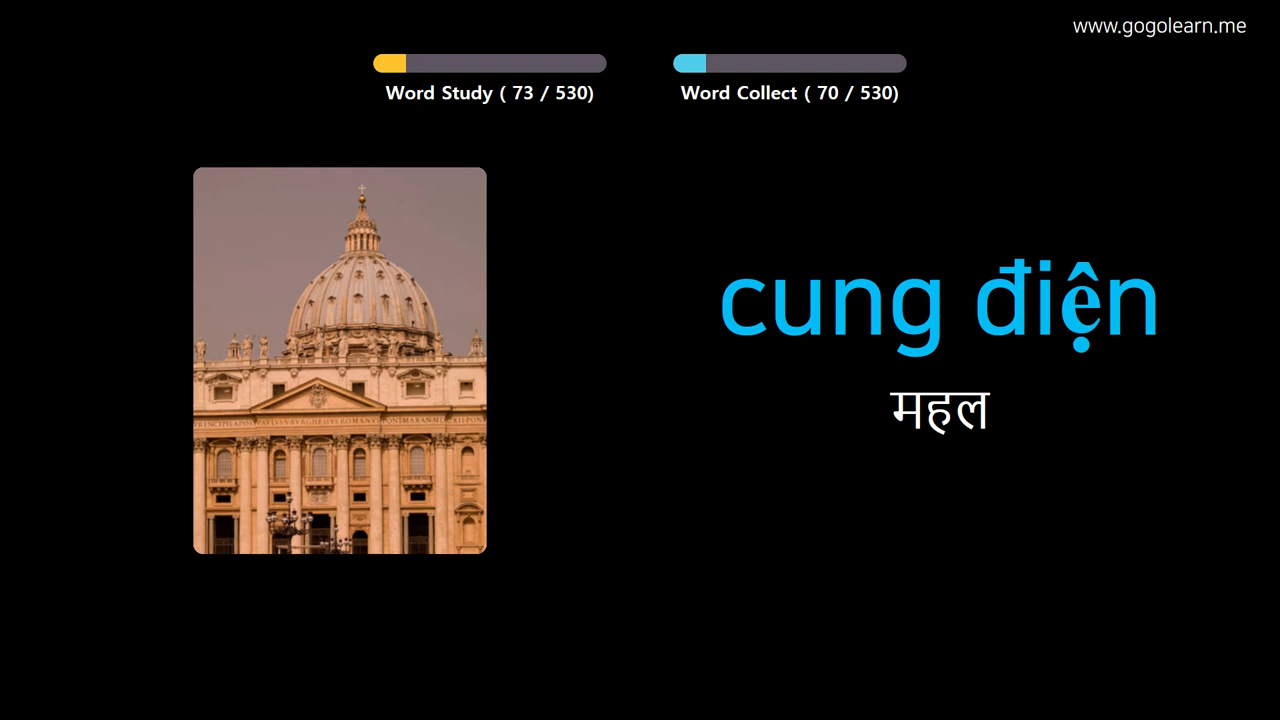 www.gogolearn.me
Word Study ( 73 / 530)
Word Collect ( 70 / 530)
cung điện
महल